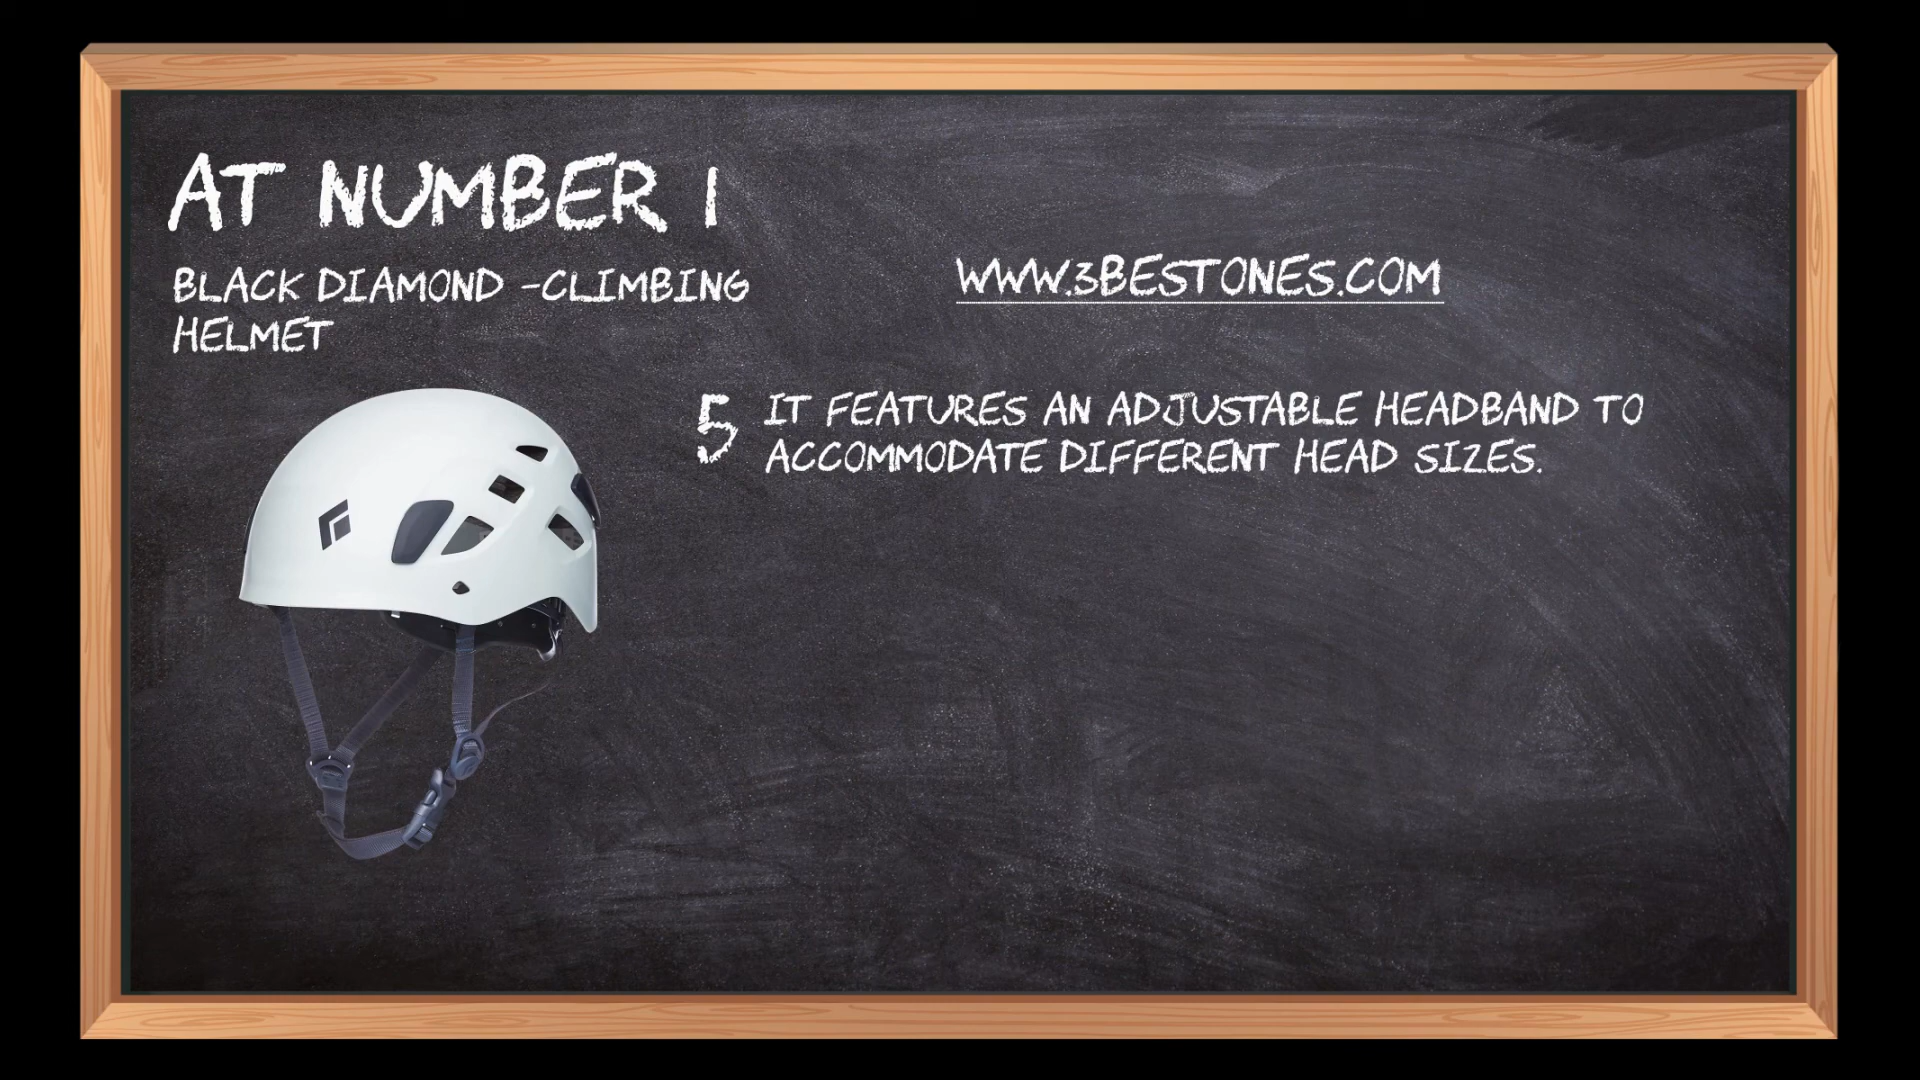 AT NUMBER 1
BLACK DIAMOND -CLIMBING
HELMET
WWW.3BESTONES.COM
5
IT FEATURES AN ADJUSTABLE HEADBAND TO
ACCOMMODATE DIFFERENT HEAD SIZES.